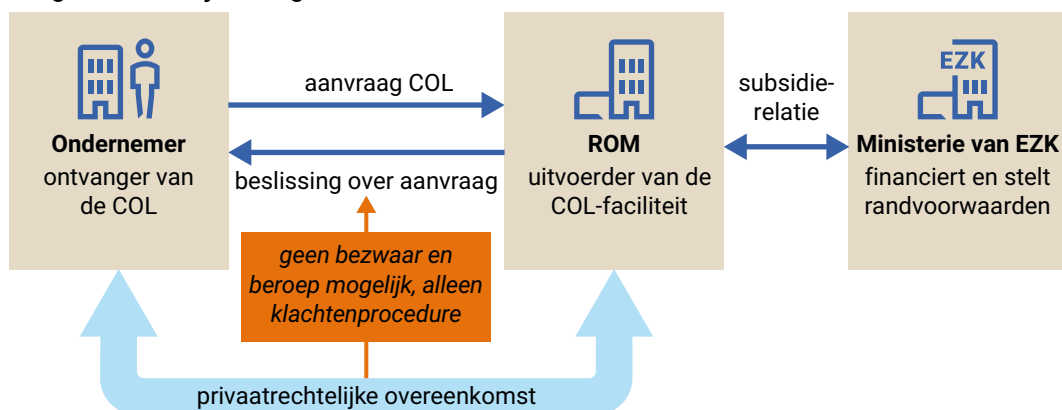 aanvraag COL
Ondernemer
ontvanger van
de COL
beslissing over aanvraag
ROM
uitvoerder van de
COL-faciliteit
subsidie-
relatie
EZK
Ministerie van EZK
financiert en stelt
randvoorwaarden
geen bezwaar en
beroep mogelijk, alleen
klachtenprocedure
privaatrechtelijke overeenkomst